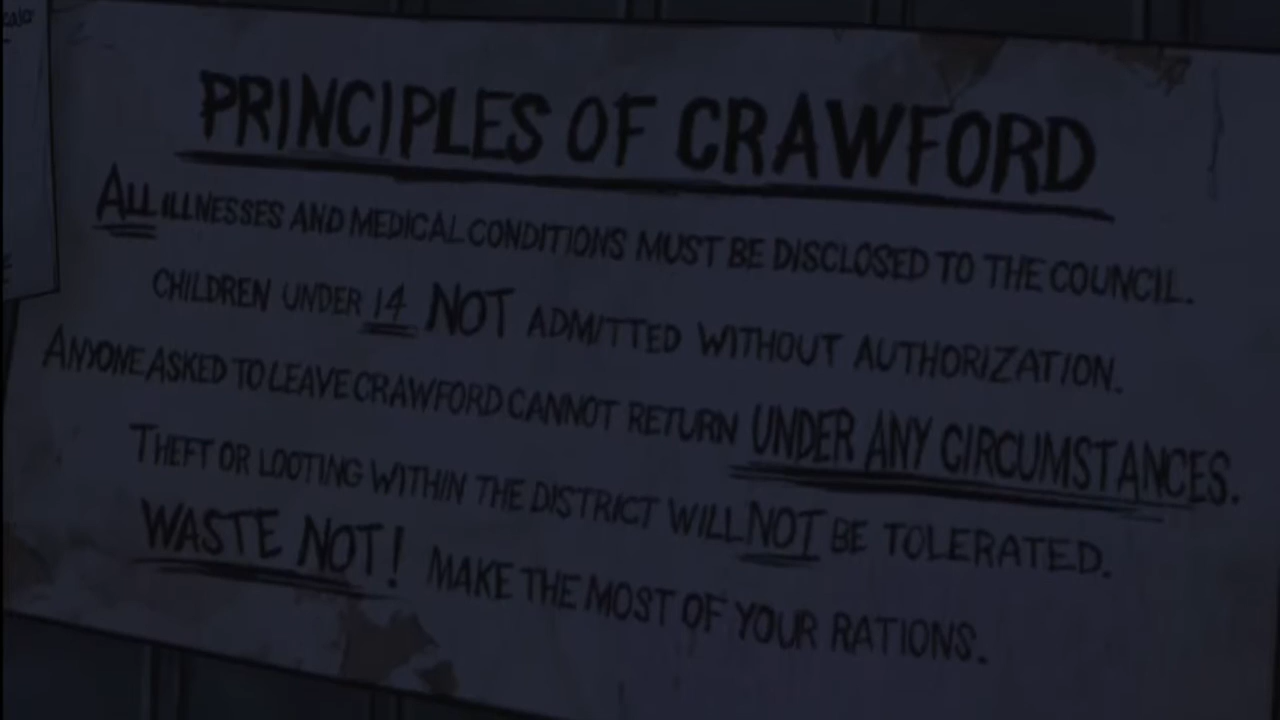 PRINCIPLES OF CRAWFORD
ALL ILLNESSES AND MEDICAL CONDITIONS MUST BE DISCLOSED TO THE COUNCIL.
CHILDREN UNDER 14 NOT ADMITTED WITHOUT AUTHORIZATION.
ANYONE ASKED TO LEAVE CRAWFORD CANNOT RETURN UNDER ANY CIRCUMSTANCES.
THEFT OR LOOTING WITHIN THE DISTRICT WILL NOT BE TOLERATED.
WASTE NOT! MAKE THE MOST OF YOUR RATIONS.